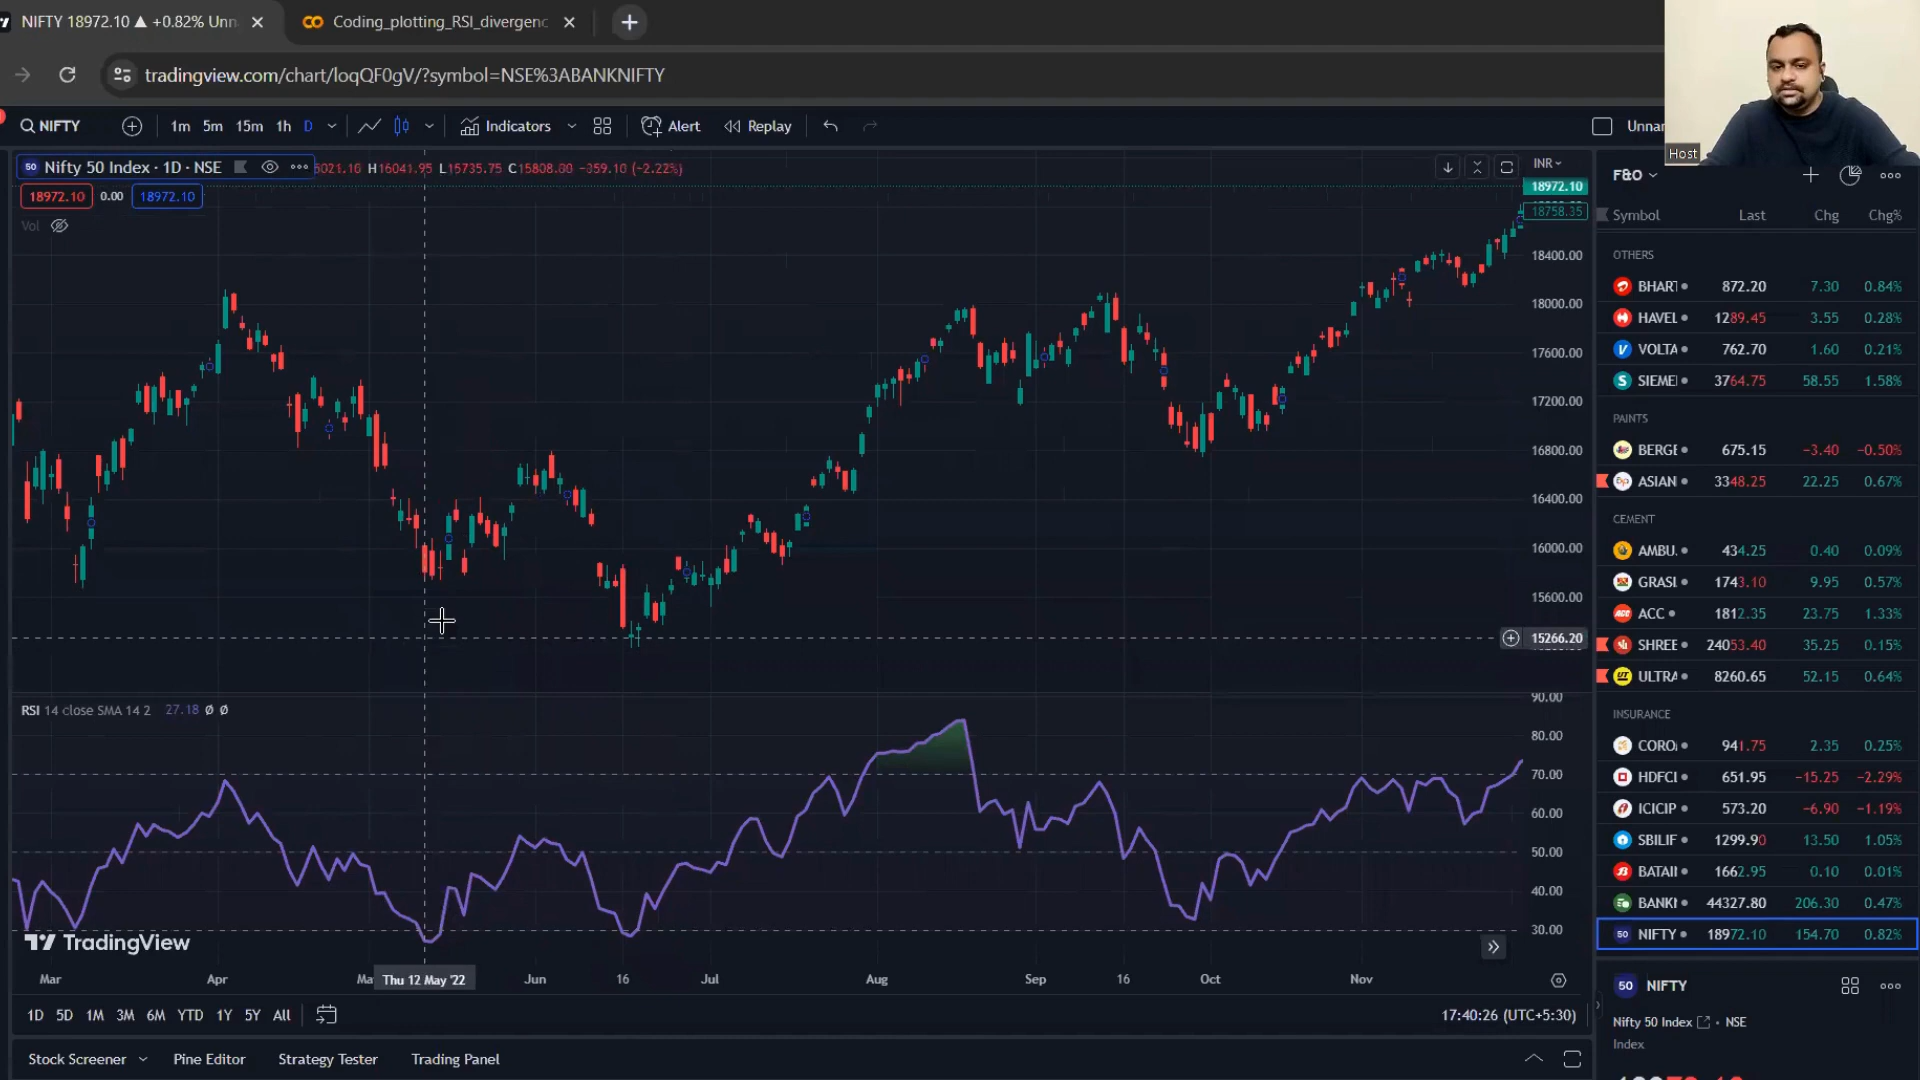 NIFTY 18972.10 ▲ +0.82% Unn
Coding_plotting_RSI_divergenc
tradingview.com/chart/loqQF0gV/?symbol=NSE%3ABANKNIFTY
NIFTY 1m 5m 15m 1h D Indicators Alert Replay Unnar
Host
50 Nifty 50 Index · 1D · NSE 6021.10 H16041.95 L15735.75 C15808.00 −359.10 (−2.22%)
INR
18972.10 0.00 18972.10
Vol
18972.10
18758.35
18400.00
18000.00
17600.00
17200.00
16800.00
16400.00
16000.00
15600.00
15266.20
RSI 14 close SMA 14 2 27.18 Ø Ø
90.00
80.00
70.00
60.00
50.00
40.00
30.00
TradingView
Mar Apr Ma Thu 12 May '22 Jun 16 Jul Aug Sep 16 Oct Nov
1D 5D 1M 3M 6M YTD 1Y 5Y All
17:40:26 (UTC+5:30)
Stock Screener Pine Editor Strategy Tester Trading Panel
F&O
Symbol Last Chg Chg%
OTHERS
BHART 872.20 7.30 0.84%
HAVEL 1289.45 3.55 0.28%
VOLTA 762.70 1.60 0.21%
SIEME 3764.75 58.55 1.58%
PAINTS
BERGE 675.15 −3.40 −0.50%
ASIAN 3348.25 22.25 0.67%
CEMENT
AMBU. 434.25 0.40 0.09%
GRASI 1743.10 9.95 0.57%
ACC 1812.35 23.75 1.33%
SHREE 24053.40 35.25 0.15%
ULTRA 8260.65 52.15 0.64%
INSURANCE
CORO 941.75 2.35 0.25%
HDFCL 651.95 −15.25 −2.29%
ICICIP 573.20 −6.90 −1.19%
SBILIF 1299.90 13.50 1.05%
BATAI 1662.95 0.10 0.01%
BANKI 44327.80 206.30 0.47%
50 NIFTY 18972.10 154.70 0.82%
50 NIFTY
Nifty 50 Index • NSE
Index